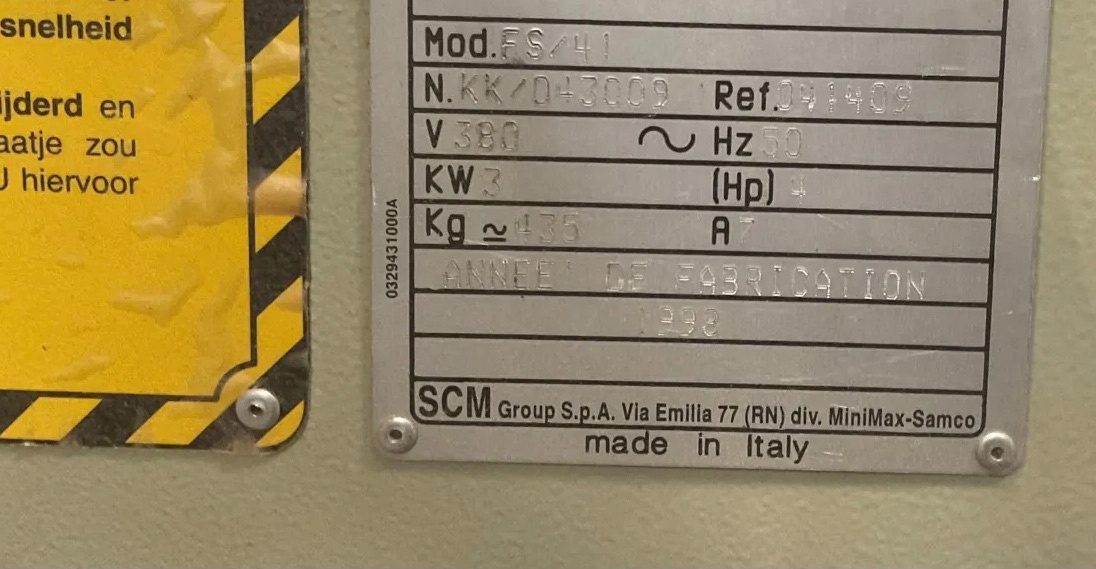 snelheid
ijderd en
aatje zou
U hiervoor
Mod. FS/41
N. KK/043009 Ref. 041409
V 380 ~ Hz 50
KW 3 (Hp) 4
Kg ≃ 435 A 7
0329431000A
ANNEE' DE FABRICATION
1998
SCM Group S.p.A. Via Emilia 77 (RN) div. MiniMax-Samco
made in Italy